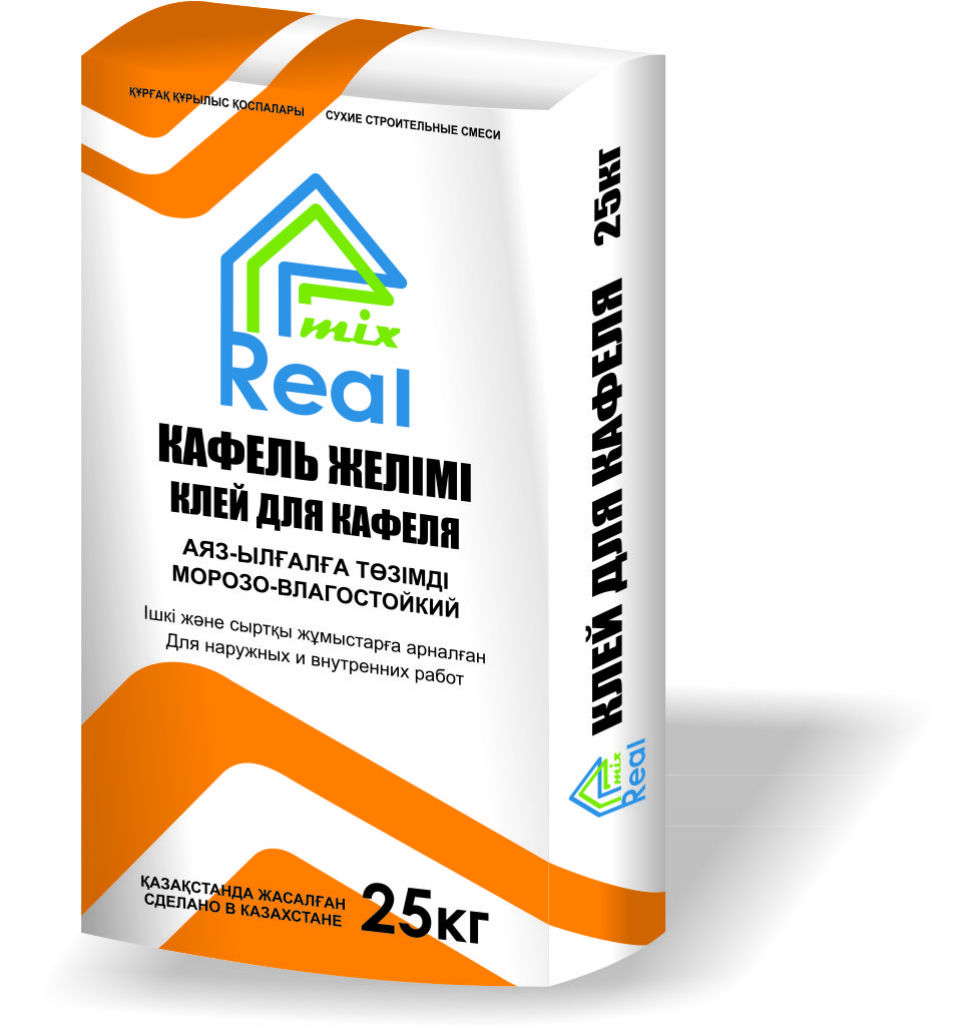 ҚҰРҒАҚ ҚҰРЫЛЫС ҚОСПАЛАРЫ СУХИЕ СТРОИТЕЛЬНЫЕ СМЕСИ
mix
Real
КАФЕЛЬ ЖЕЛІМІ
КЛЕЙ ДЛЯ КАФЕЛЯ
АЯЗ-ЫЛҒАЛҒА ТӨЗІМДІ
МОРОЗО-ВЛАГОСТОЙКИЙ
Ішкі және сыртқы жұмыстарға арналған
Для наружных и внутренних работ
ҚАЗАҚСТАНДА ЖАСАЛҒАН
СДЕЛАНО В КАЗАХСТАНЕ
25кг
КЛЕЙ ДЛЯ КАФЕЛЯ 25КГ
mix
Real